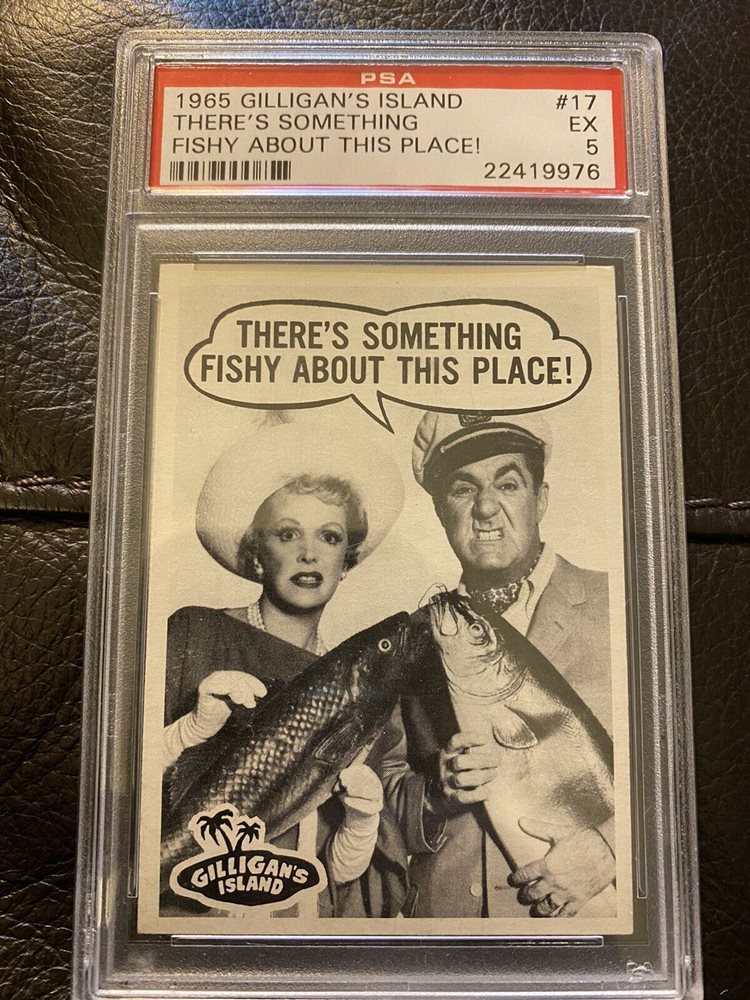 PSA
1965 GILLIGAN'S ISLAND #17
THERE'S SOMETHING EX
FISHY ABOUT THIS PLACE! 5
22419976
THERE'S SOMETHING
FISHY ABOUT THIS PLACE!
GILLIGAN'S
ISLAND